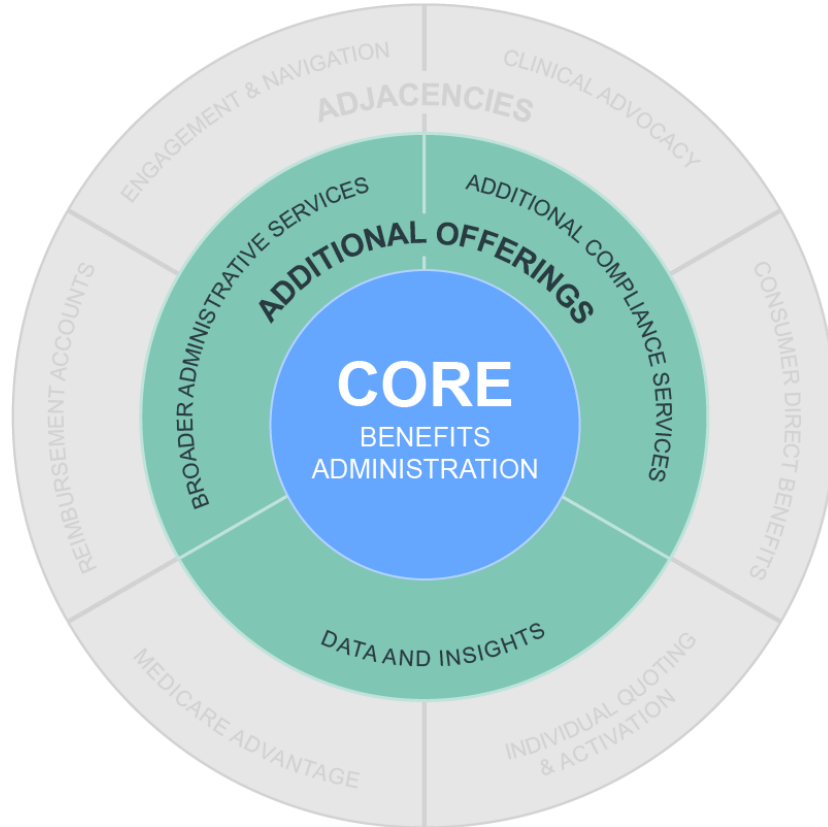 ENGAGEMENT & NAVIGATION
CLINICAL ADVOCACY
ADJACENCIES
BROADER ADMINISTRATIVE SERVICES
ADDITIONAL COMPLIANCE SERVICES
ADDITIONAL OFFERINGS
REIMBURSEMENT ACCOUNTS
CONSUMER DIRECT BENEFITS
CORE
BENEFITS
ADMINISTRATION
DATA AND INSIGHTS
MEDICARE ADVANTAGE
INDIVIDUAL QUOTING
& ACTIVATION